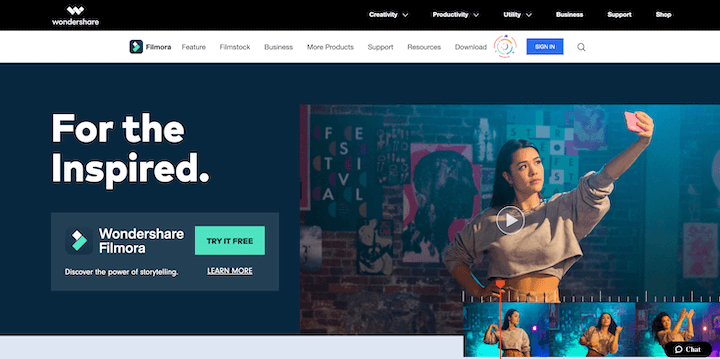 wondershare
Creativity Productivity Utility Business Support Shop
Filmora Feature Filmstock Business More Products Support Resources Download SIGN IN
For the
Inspired.
FESTIVAL
Wondershare
Filmora
TRY IT FREE
Discover the power of storytelling.
LEARN MORE
Chat